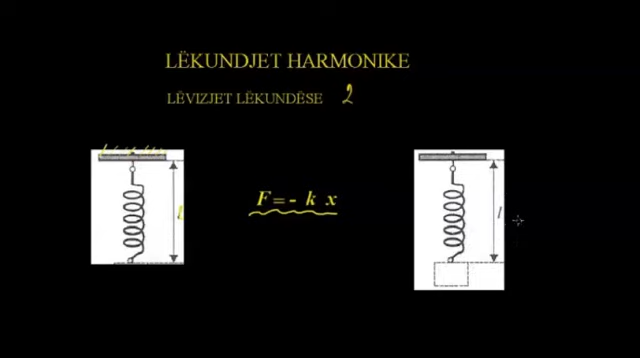 LËKUNDJET HARMONIKE
LËVIZJET LËKUNDËSE 2
l
F = - k x
l